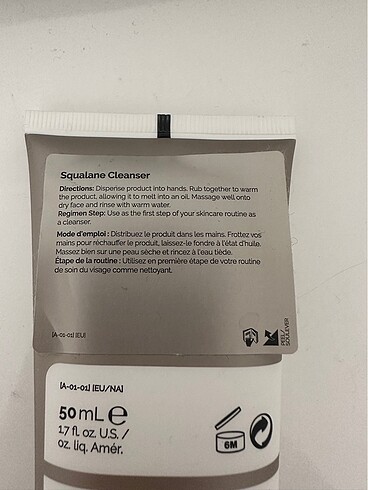 Squalane Cleanser
Directions: Dispense product into hands. Rub together to warm
the product, allowing it to melt into an oil. Massage well onto
dry face and rinse with warm water.
Regimen Step: Use as the first step of your skincare routine as
a cleanser.
Mode d'emploi : Distribuez le produit dans les mains. Frottez vos
mains pour réchauffer le produit, laissez-le fondre à l'état d'huile.
Massez bien sur une peau sèche et rincez à l'eau tiède.
Étape de la routine : Utilisez en première étape de votre routine
de soin du visage comme nettoyant.
[A-01-01] [EU]
PEEL/
SOULEVER
[A-01-01] [EU/NA]
50 mL e
1.7 fl. oz. U.S. /
oz. liq. Amér.
6M